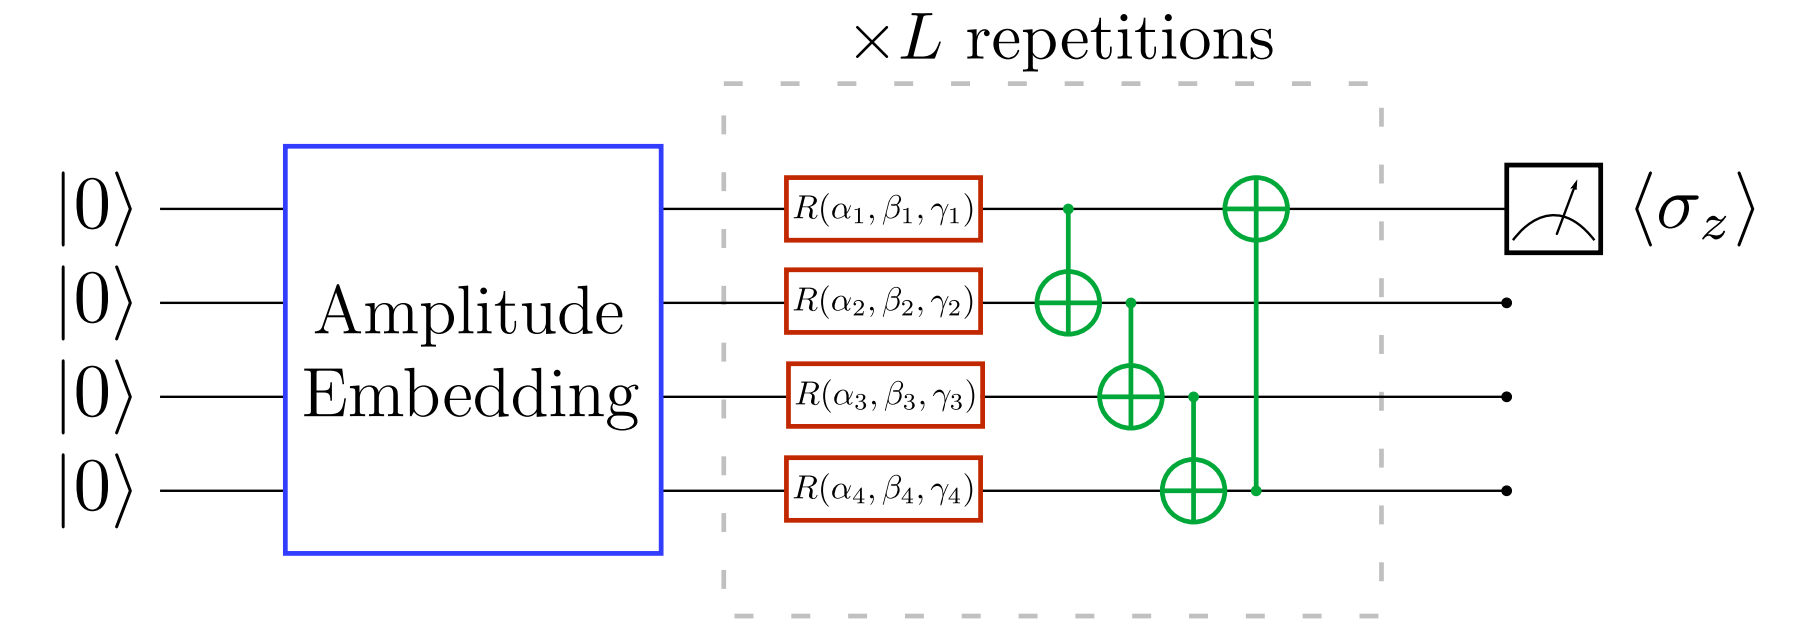 ×L repetitions
|0⟩
|0⟩
|0⟩
|0⟩
Amplitude
Embedding
R(α₁, β₁, γ₁)
R(α₂, β₂, γ₂)
R(α₃, β₃, γ₃)
R(α₄, β₄, γ₄)
⟨σ_z⟩